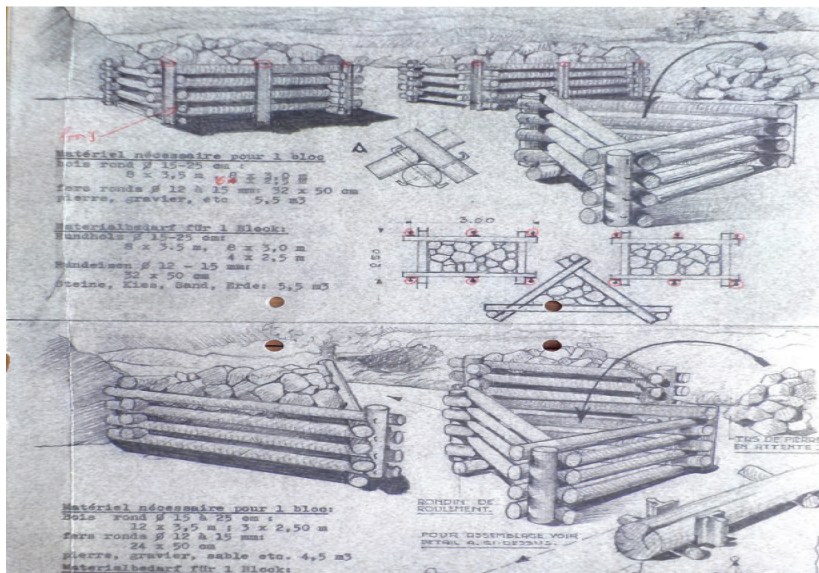 Matériel nécessaire pour 1 bloc
bois rond Ø 15-25 cm :
8 x 3,5 m 8 x 3,0 m
fers ronds Ø 12 à 15 mm: 32 x 50 cm
pierre, gravier, etc 5,5 m3
Materialbedarf für 1 Block:
Rundholz Ø 15-25 cm:
8 x 3.5 m, 8 x 3,0 m
4 x 2.5 m
Rundeisen Ø 12 - 15 mm:
32 x 50 cm
Steine, Kies, Sand, Erde: 5,5 m3
3.00
TAS DE PIERRE
EN ATTENTE.
Matériel nécessaire pour 1 bloc:
Bois rond Ø 15 à 25 cm :
12 x 3,5 m ; 3 x 2,50 m
fers ronds Ø 12 à 15 mm:
24 x 50 cm
pierre, gravier, sable etc. 4,5 m3
Materialbedarf für 1 Block:
RONDIN DE
ROULEMENT.
POUR ASSEMBLAGE VOIR
DETAIL A. CI-DESSUS.